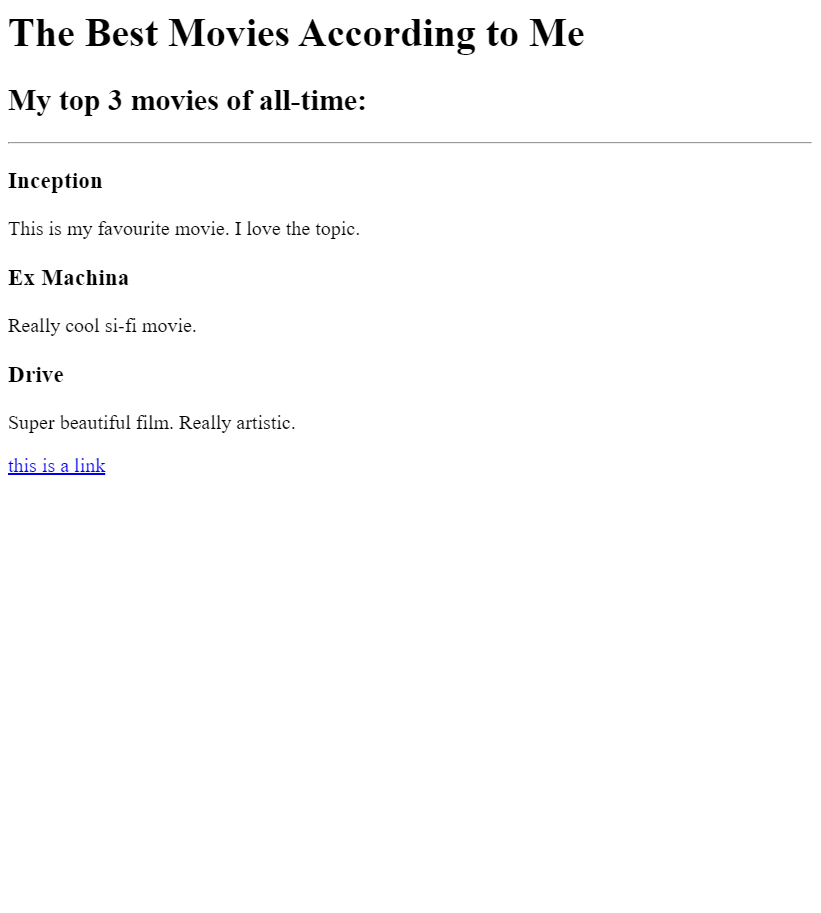 The Best Movies According to Me
My top 3 movies of all-time:
Inception
This is my favourite movie. I love the topic.
Ex Machina
Really cool si-fi movie.
Drive
Super beautiful film. Really artistic.
this is a link